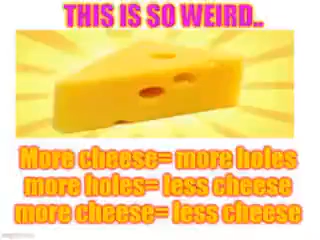 THIS IS SO WEIRD..
More cheese= more holes
more holes= less cheese
more cheese= less cheese